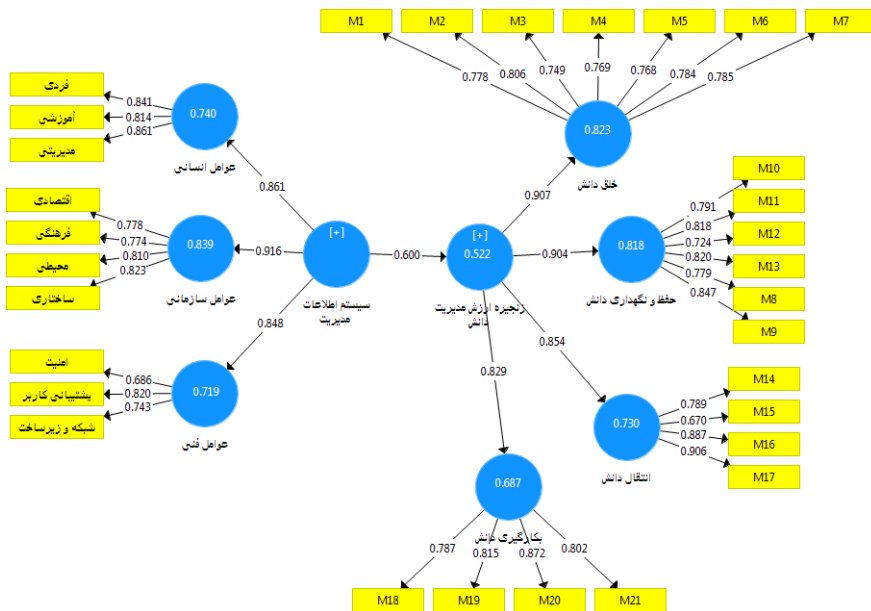 M1
M2
M3
M4
M5
M6
M7
0.778
0.806
0.749
0.769
0.768
0.784
0.785
0.823
خلق دانش
فردی
آموزشی
مدیریتی
0.841
0.814
0.861
0.740
عوامل انسانی
0.861
0.907
اقتصادی
فرهنگی
محیطی
ساختاری
0.778
0.774
0.810
0.823
0.839
عوامل سازمانی
0.916
[+]
سیستم اطلاعات
مدیریت
0.600
[+]
0.522
زنجیره ارزش مدیریت
دانش
0.904
0.818
حفظ و نگهداری دانش
M10
M11
M12
M13
M8
M9
0.791
0.818
0.724
0.820
0.779
0.847
0.848
0.829
0.854
امنیت
پشتیبانی کاربر
شبکه و زیرساخت
0.686
0.820
0.743
0.719
عوامل فنی
0.730
انتقال دانش
0.789
0.670
0.887
0.906
M14
M15
M16
M17
0.687
بکارگیری دانش
0.787
0.815
0.872
0.802
M18
M19
M20
M21